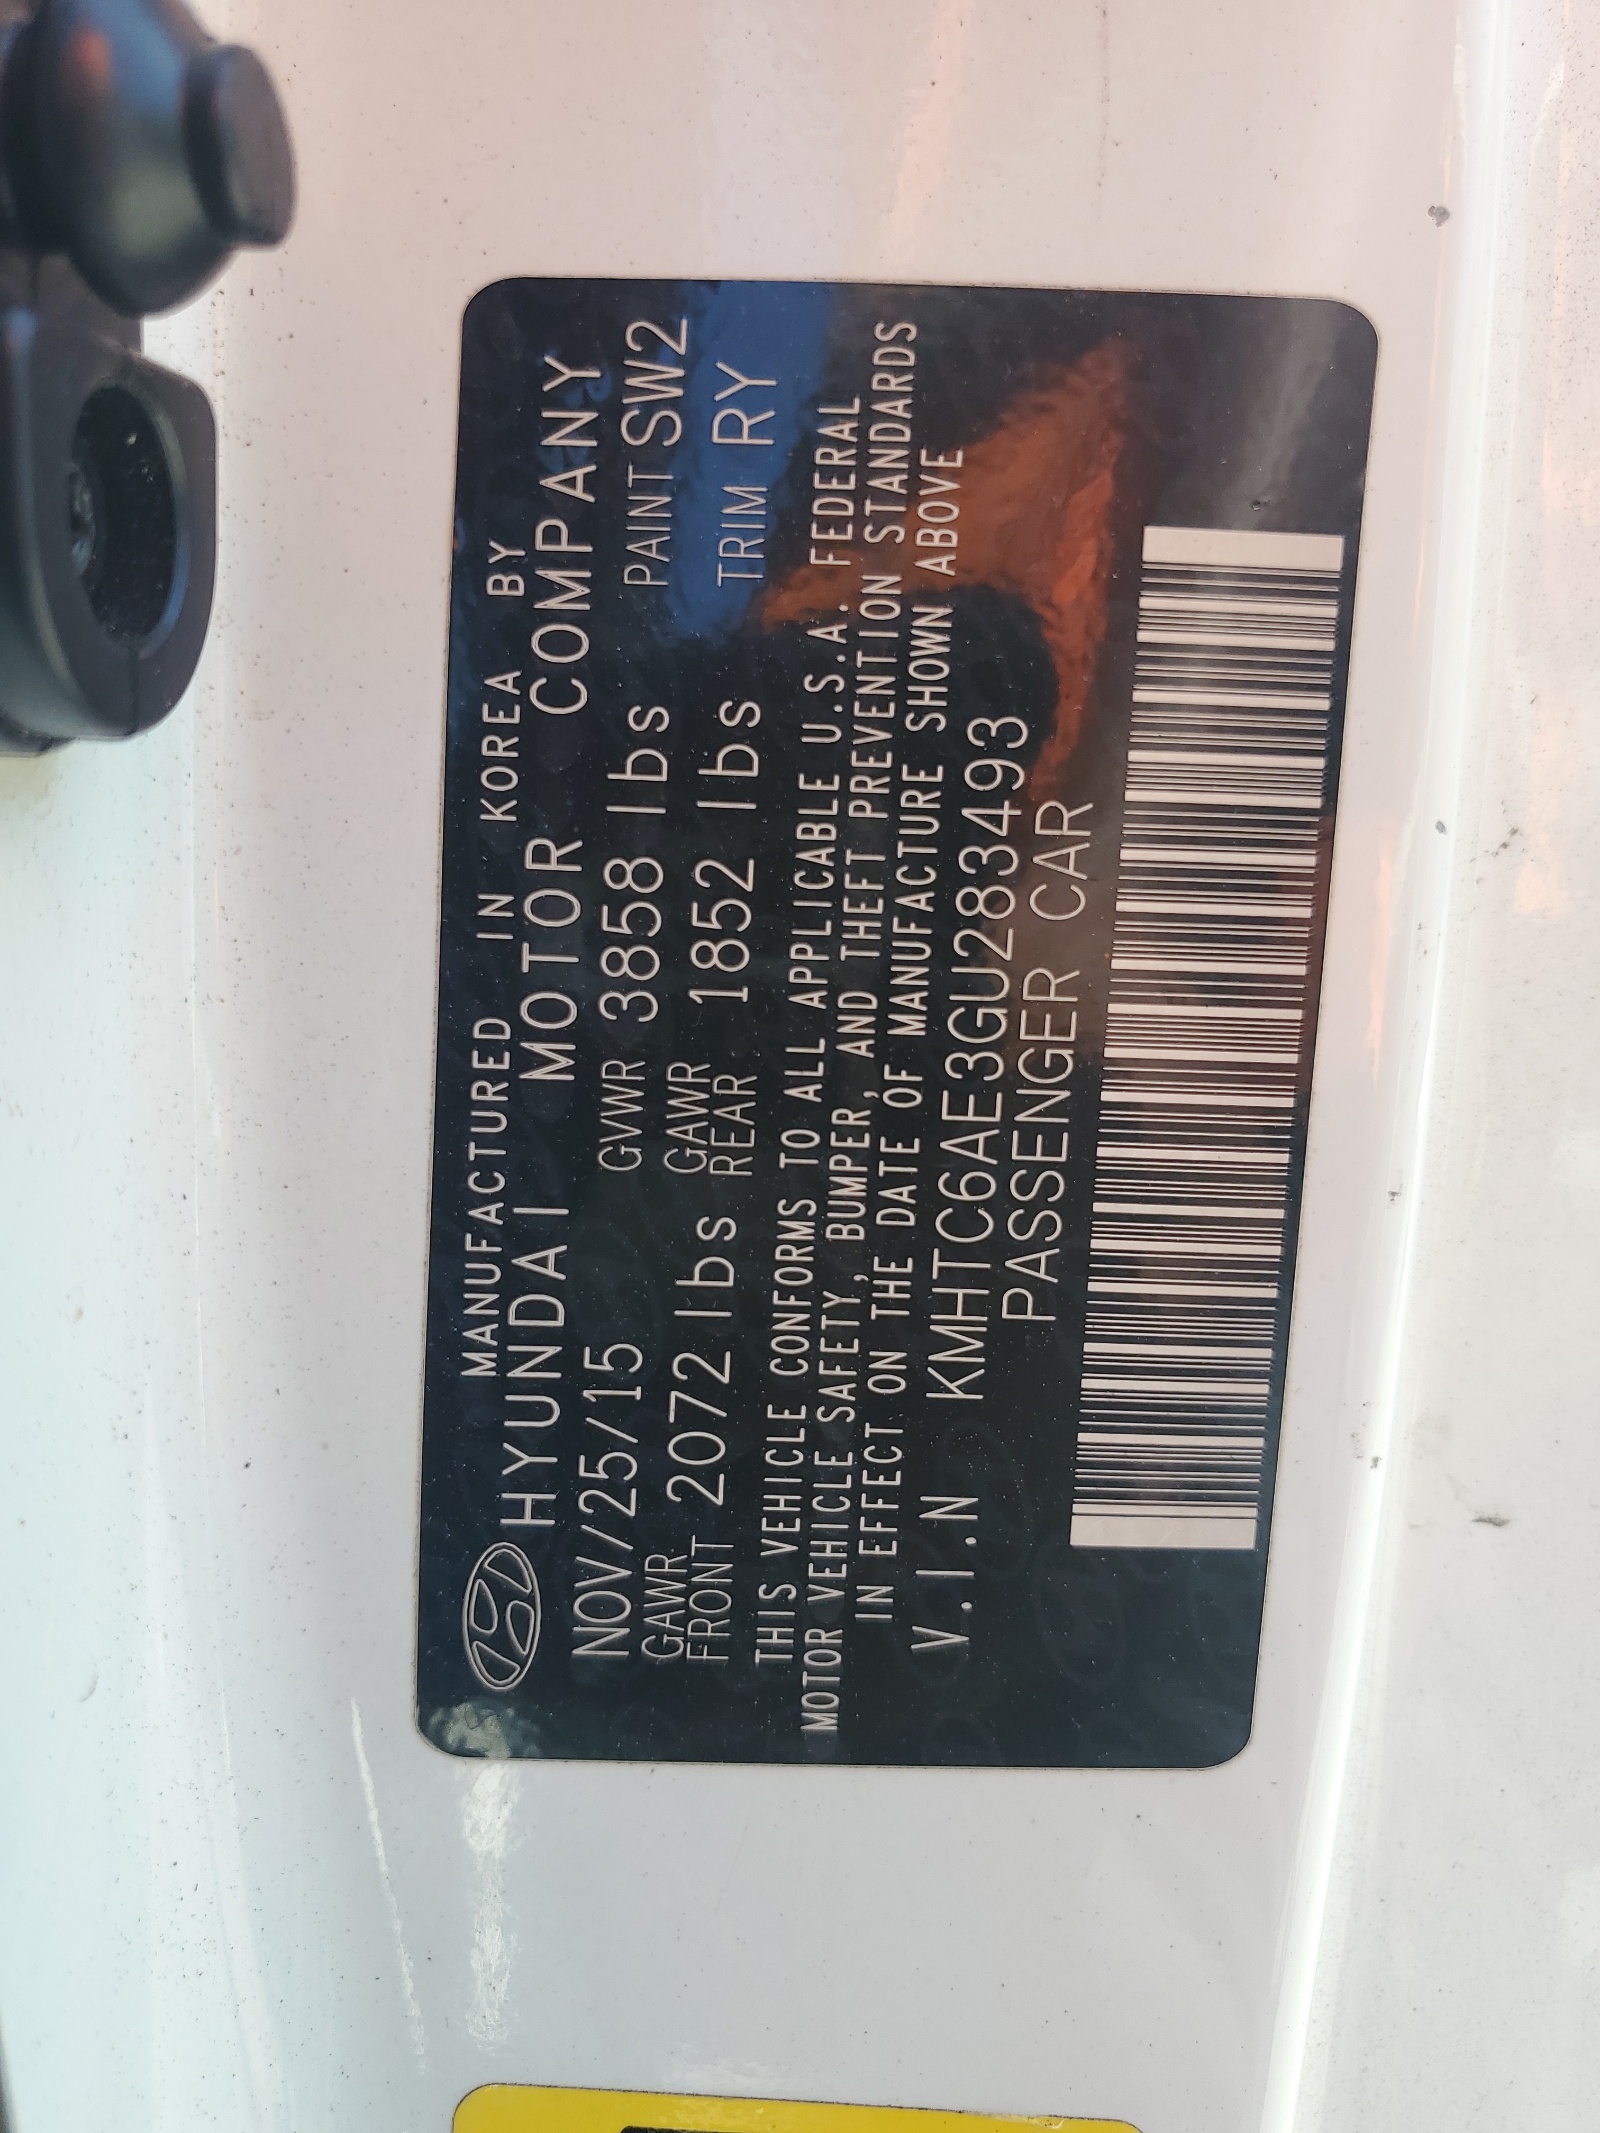 MANUFACTURED IN KOREA BY
HYUNDAI MOTOR COMPANY
NOV/25/15 GVWR 3858 lbs PAINT SW2
GAWR FRONT 2072 lbs GAWR REAR 1852 lbs TRIM RY
THIS VEHICLE CONFORMS TO ALL APPLICABLE U.S.A. FEDERAL
MOTOR VEHICLE SAFETY, BUMPER, AND THEFT PREVENTION STANDARDS
IN EFFECT ON THE DATE OF MANUFACTURE SHOWN ABOVE
V.I.N KMHTC6AE3GU283493
PASSENGER CAR